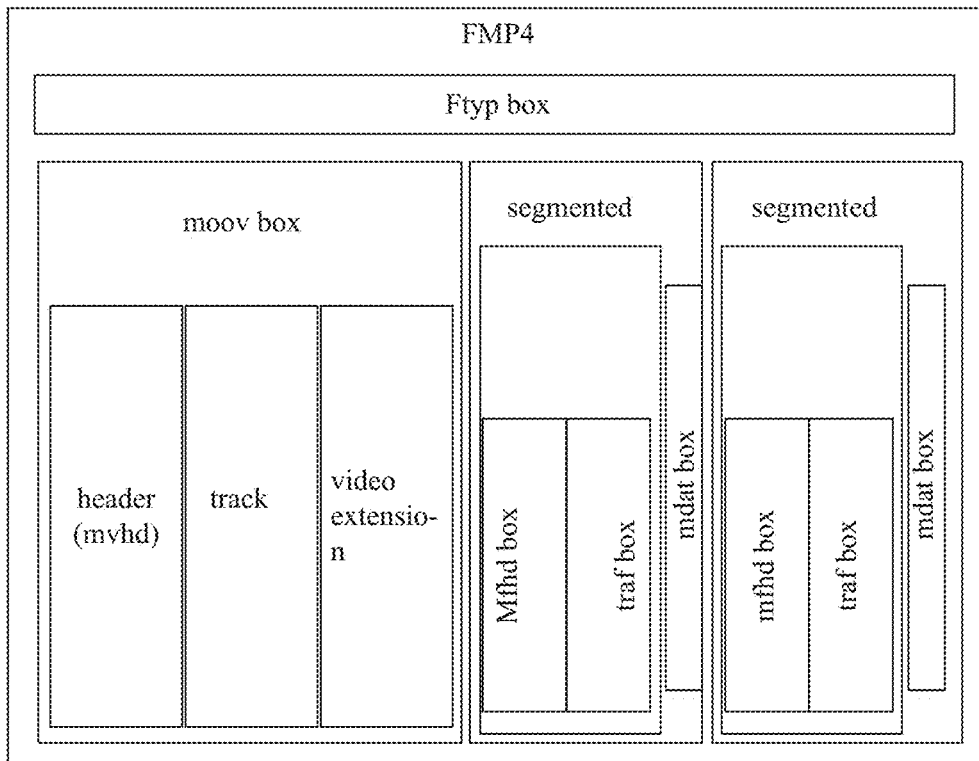 FMP4
Ftyp box
moov box
header
(mvhd)
track
video
extensio-
n
segmented
Mfhd box
traf box
mdat box
segmented
mfhd box
traf box
mdat box